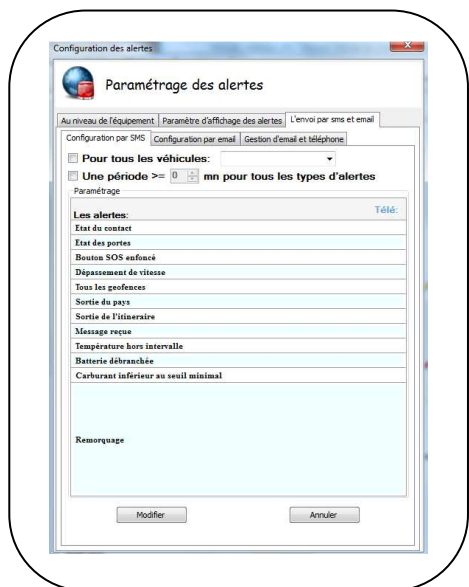 Configuration des alertes
Paramétrage des alertes
Au niveau de l'équipement Paramètre d'affichage des alertes L'envoi par sms et email
Configuration par SMS Configuration par email Gestion d'email et téléphone
Pour tous les véhicules:
Une période >= 0 mn pour tous les types d'alertes
Paramétrage
Les alertes: Télé:
Etat du contact
Etat des portes
Bouton SOS enfoncé
Dépassement de vitesse
Tous les geofences
Sortie du pays
Sortie de l'itineraire
Message reçue
Température hors intervalle
Batterie débranchée
Carburant inférieur au seuil minimal
Remorquage
Modifier Annuler